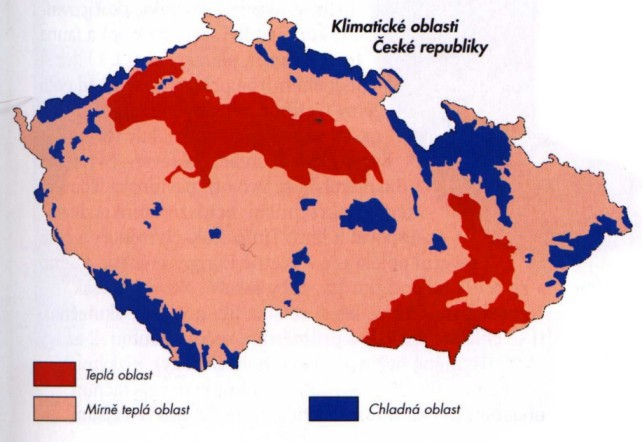 Klimatické oblasti
České republiky
Teplá oblast
Mírně teplá oblast
Chladná oblast